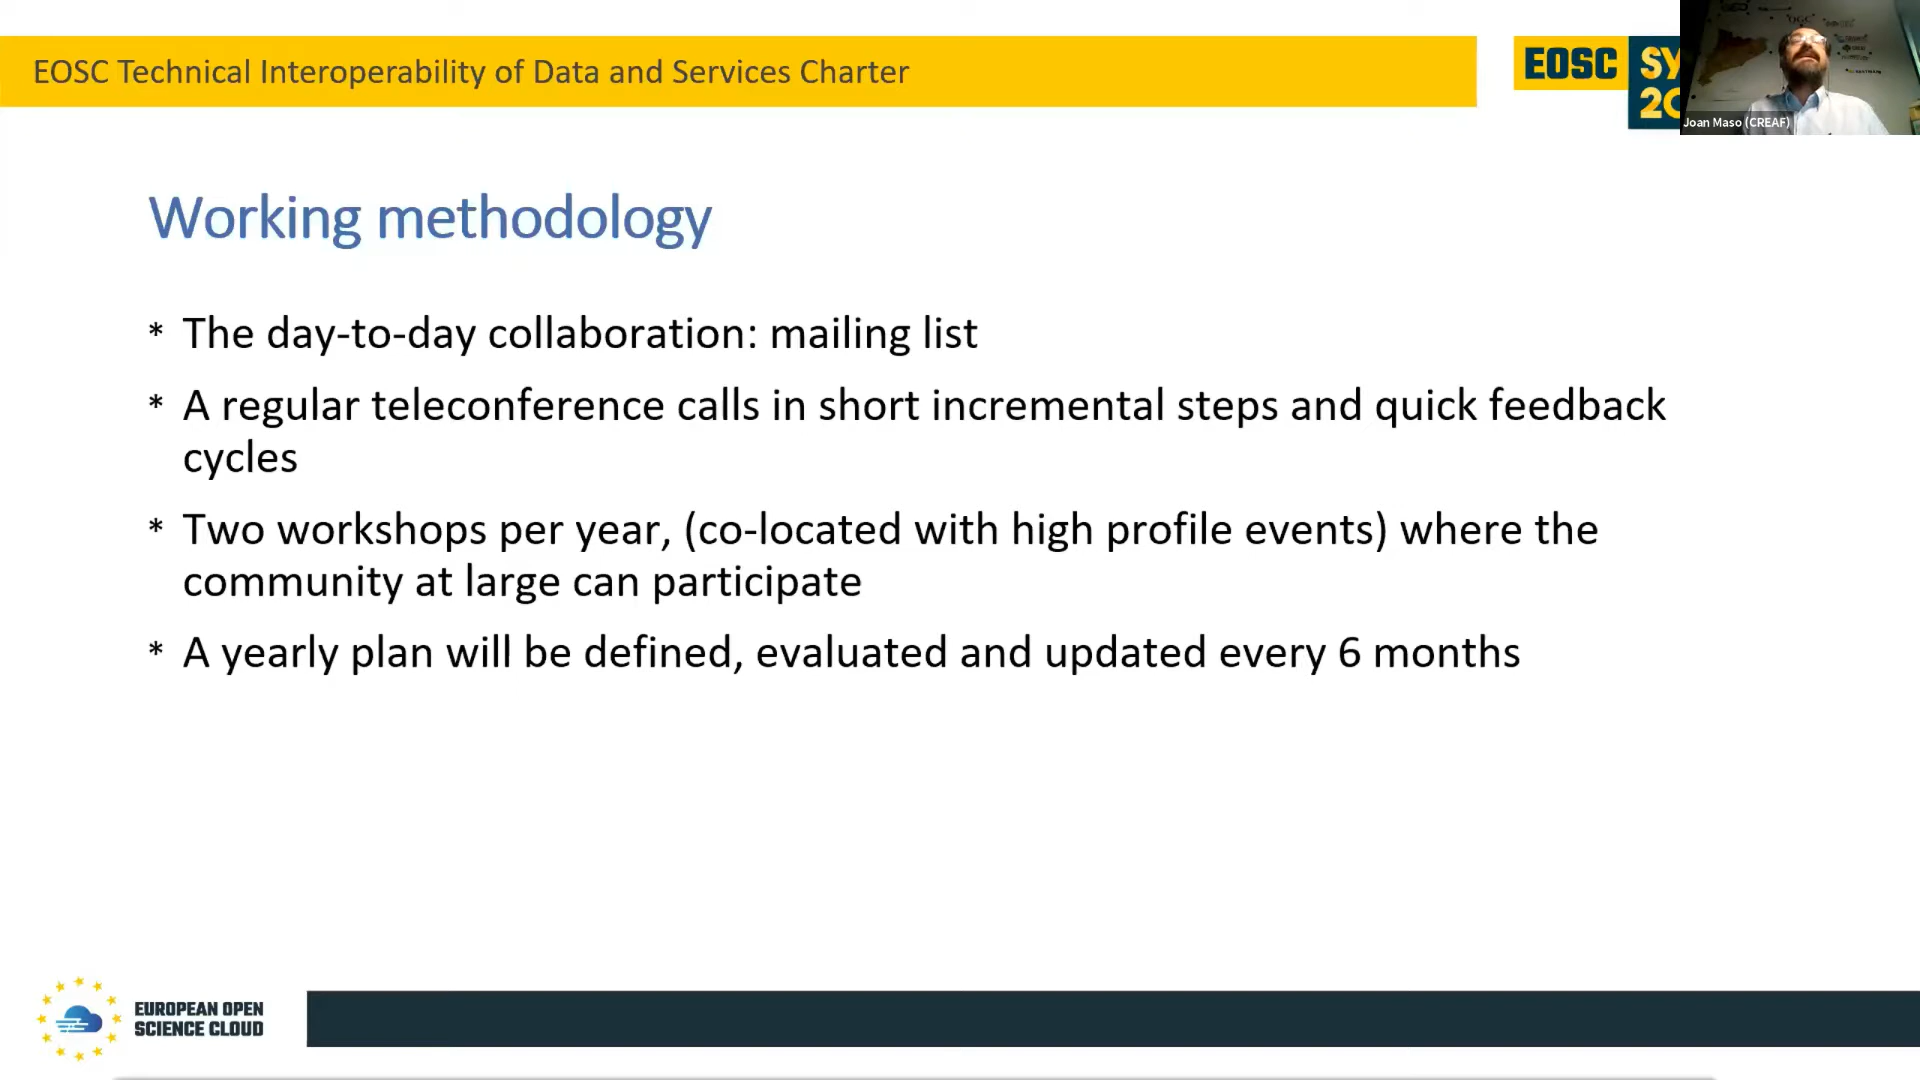 EOSC Technical Interoperability of Data and Services Charter
EOSC
SY
20
Joan Maso (CREAF)
Working methodology
* The day-to-day collaboration: mailing list
* A regular teleconference calls in short incremental steps and quick feedback
cycles
* Two workshops per year, (co-located with high profile events) where the
community at large can participate
* A yearly plan will be defined, evaluated and updated every 6 months
EUROPEAN OPEN
SCIENCE CLOUD